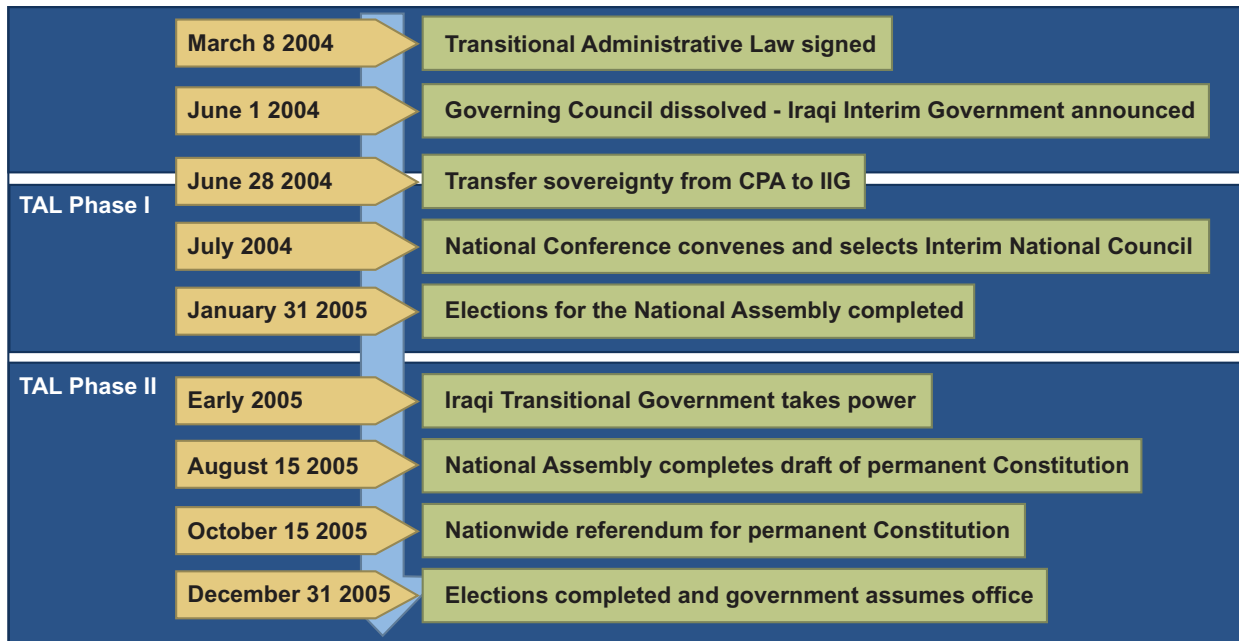 March 8 2004
Transitional Administrative Law signed
June 1 2004
Governing Council dissolved - Iraqi Interim Government announced
June 28 2004
Transfer sovereignty from CPA to IIG
TAL Phase I
July 2004
National Conference convenes and selects Interim National Council
January 31 2005
Elections for the National Assembly completed
TAL Phase II
Early 2005
Iraqi Transitional Government takes power
August 15 2005
National Assembly completes draft of permanent Constitution
October 15 2005
Nationwide referendum for permanent Constitution
December 31 2005
Elections completed and government assumes office